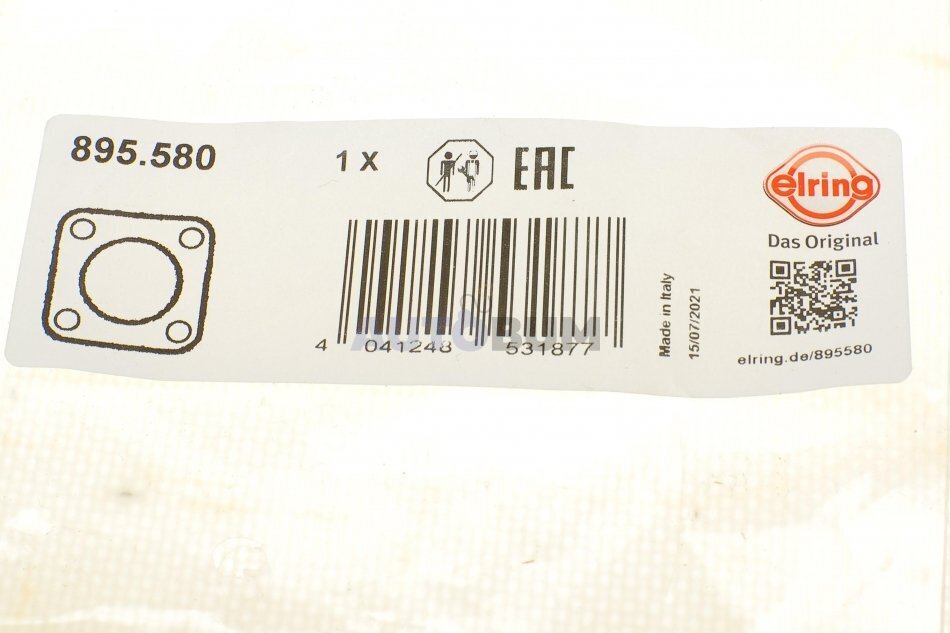 895.580
1 X
EAC
elring
Das Original
4 041248 531877
AUTOBUM
Made in Italy
15/07/2021
elring.de/895580